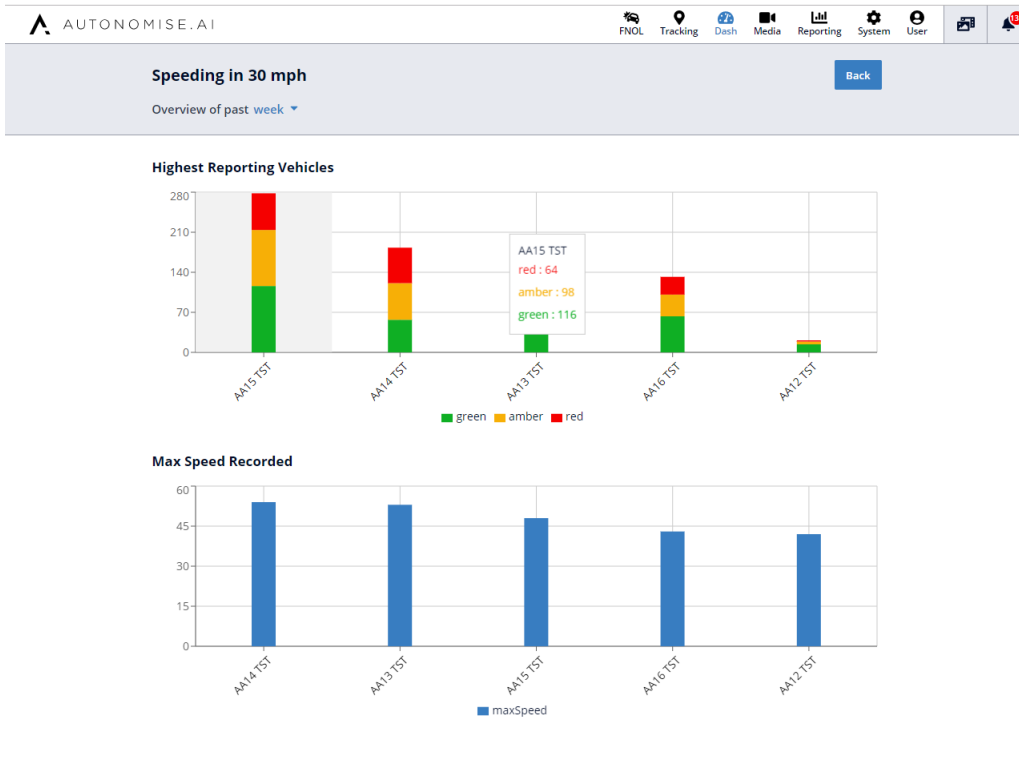 AUTONOMISE.AI
FNOL Tracking Dash Media Reporting System User
13
Speeding in 30 mph
Back
Overview of past week
Highest Reporting Vehicles
280
210
140
70
0
AA15 TST
red : 64
amber : 98
green : 116
AA15 TST AA14 TST AA13 TST AA16 TST AA12 TST
green amber red
Max Speed Recorded
60
45
30
15
0
AA14 TST AA13 TST AA15 TST AA16 TST AA12 TST
maxSpeed